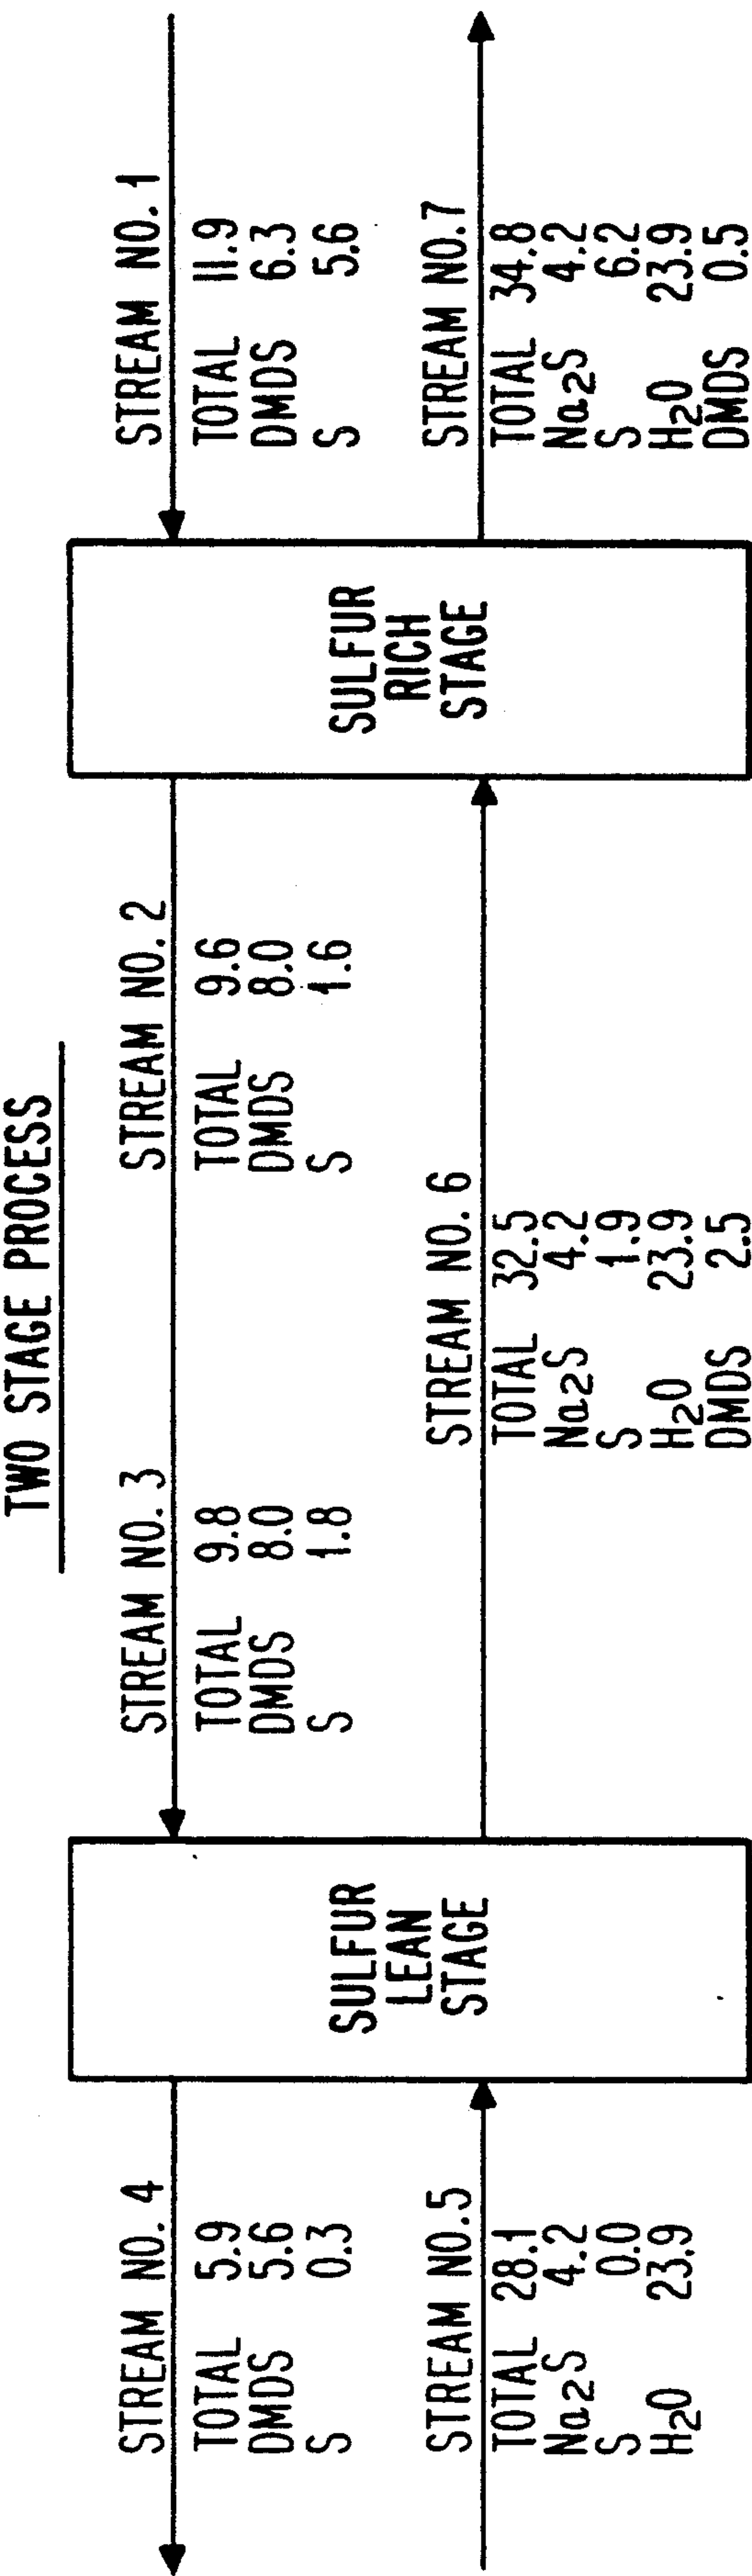 TWO STAGE PROCESS
STREAM NO. 4
TOTAL 5.9
DMDS 5.6
S 0.3
STREAM NO. 3
TOTAL 9.8
DMDS 8.0
S 1.8
STREAM NO. 2
TOTAL 9.6
DMDS 8.0
S 1.6
STREAM NO. 1
TOTAL 11.9
DMDS 6.3
S 5.6
SULFUR
LEAN
STAGE
SULFUR
RICH
STAGE
STREAM NO.5
TOTAL 28.1
Na2S 4.2
S 0.0
H2O 23.9
STREAM NO. 6
TOTAL 32.5
Na2S 4.2
S 1.9
H2O 23.9
DMDS 2.5
STREAM NO.7
TOTAL 34.8
Na2S 4.2
S 6.2
H2O 23.9
DMDS 0.5